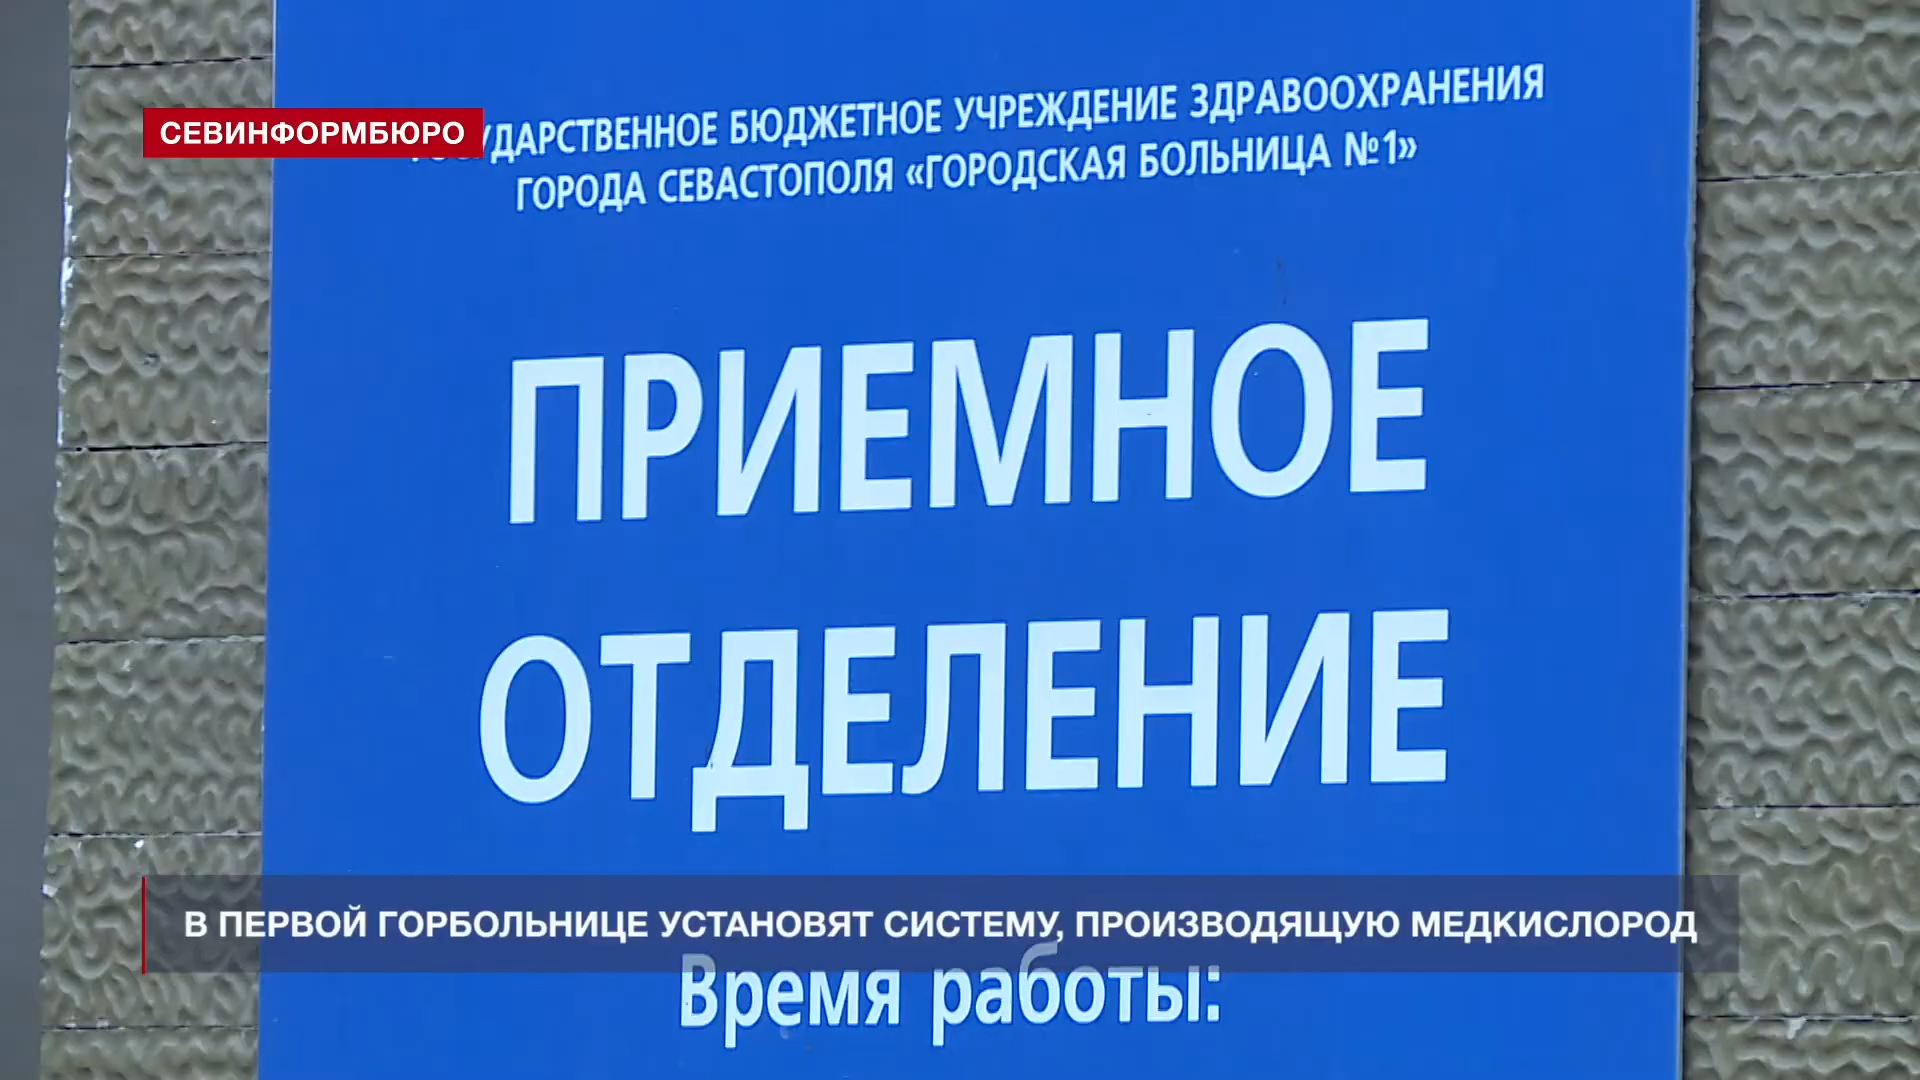 СЕВИНФОРМБЮРО
БЮДЖЕТНОЕ УЧРЕЖДЕНИЕ ЗДРАВООХРАНЕНИЯ
ГОРОДА СЕВАСТОПОЛЯ «ГОРОДСКАЯ БОЛЬНИЦА №1»
ПРИЕМНОЕ
ОТДЕЛЕНИЕ
В ПЕРВОЙ ГОРБОЛЬНИЦЕ УСТАНОВЯТ СИСТЕМУ, ПРОИЗВОДЯЩУЮ МЕДКИСЛОРОД
Время работы: